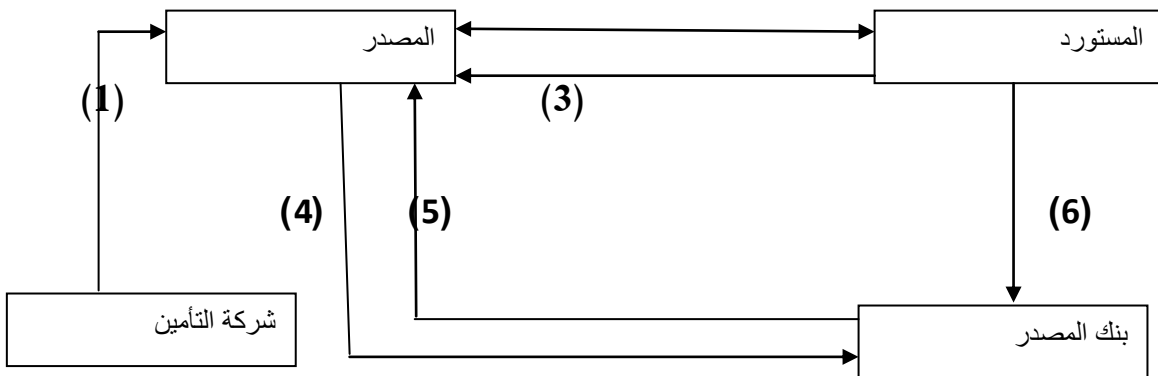 المستورد
المصدر
(1)
(3)
(4)
(5)
(6)
شركة التأمين
بنك المصدر